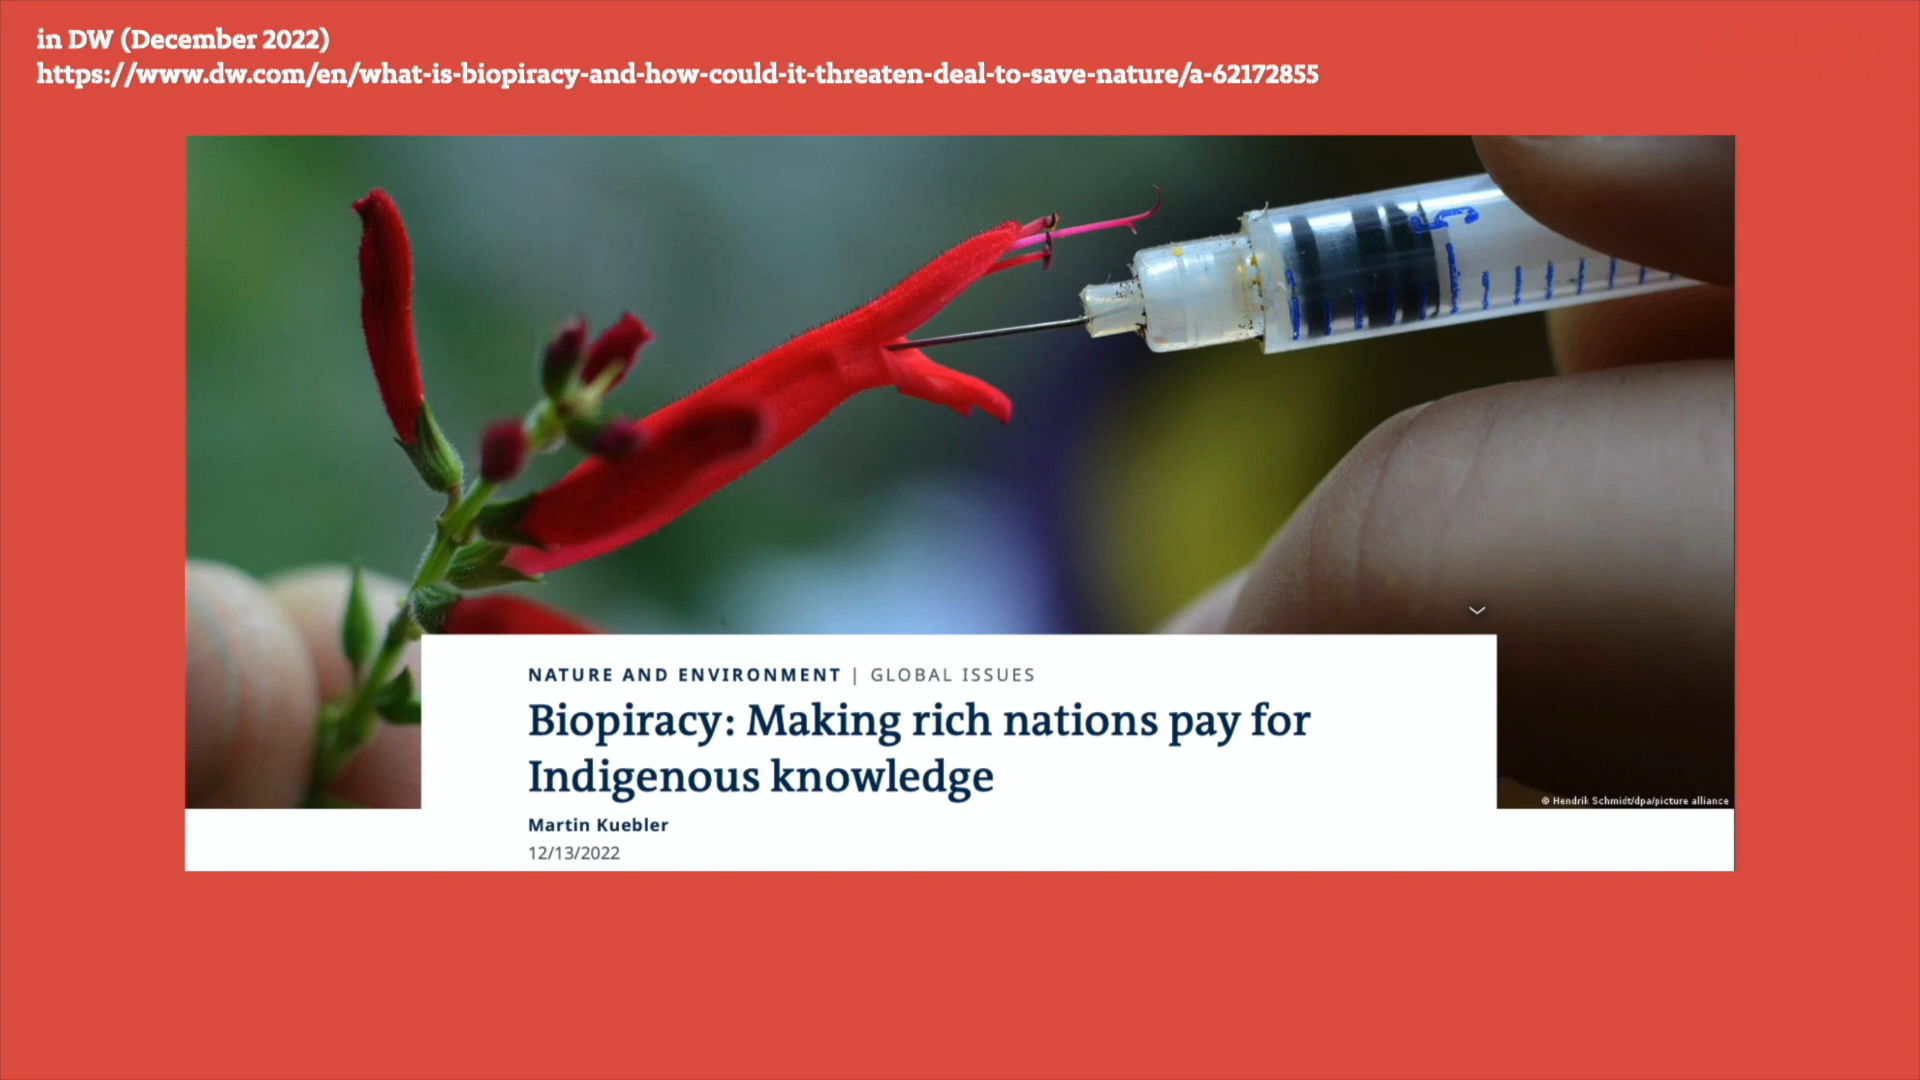 in DW (December 2022)
https://www.dw.com/en/what-is-biopiracy-and-how-could-it-threaten-deal-to-save-nature/a-62172855
5
NATURE AND ENVIRONMENT | GLOBAL ISSUES
Biopiracy: Making rich nations pay for
Indigenous knowledge
© Hendrik Schmidt/dpa/picture alliance
Martin Kuebler
12/13/2022